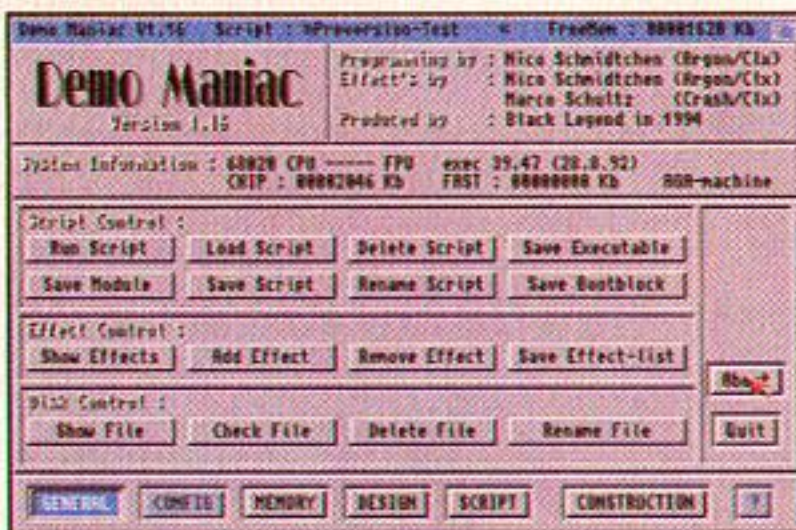 Demo Maniac V1.16 Script : >Preversion-Test < FreeMem : 00001620 Kb
Demo Maniac
Version 1.16
Programming by : Nico Schmidtchen (Argon/Clx)
Effect's by : Nico Schmidtchen (Argon/Clx)
Marco Schultz (Crash/Clx)
Produced by : Black Legend in 1994
System Information : 68020 CPU ----- FPU exec 39.47 (28.8.92)
CHIP : 00002046 Kb FAST : 00000000 Kb AGA-machine
Script Control :
Run Script Load Script Delete Script Save Executable
Save Module Save Script Rename Script Save Bootblock
Effect Control :
Show Effects Add Effect Remove Effect Save Effect-list
About
Disk Control :
Show File Check File Delete File Rename File Quit
GENERAL CONFIG MEMORY DESIGN SCRIPT CONSTRUCTION ?